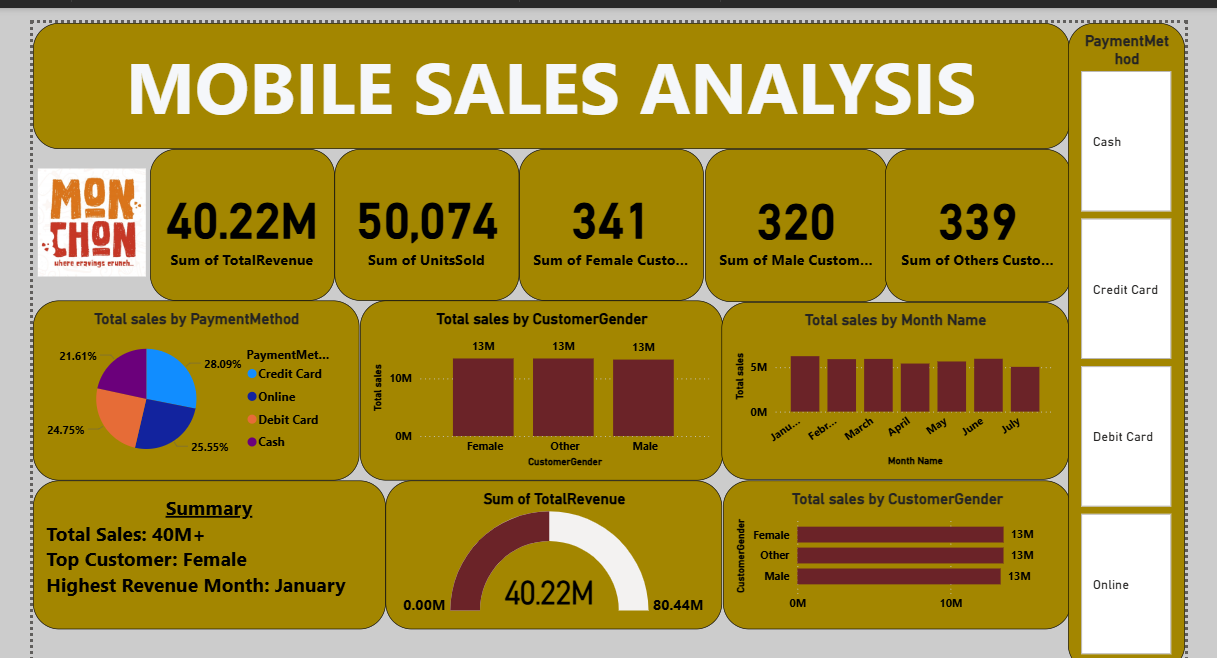 MOBILE SALES ANALYSIS
PaymentMet
hod
Cash
Credit Card
Debit Card
Online
MON
CHON
where cravings crunch..
40.22M
Sum of TotalRevenue
50,074
Sum of UnitsSold
341
Sum of Female Custo...
320
Sum of Male Custom...
339
Sum of Others Custo...
Total sales by PaymentMethod
21.61%
28.09%
24.75%
25.55%
PaymentMet...
Credit Card
Online
Debit Card
Cash
Total sales by CustomerGender
Total sales
10M
0M
13M
13M
13M
Female
Other
Male
CustomerGender
Total sales by Month Name
Total sales
5M
0M
Janu...
Febr...
March
April
May
June
July
Month Name
Summary
Total Sales: 40M+
Top Customer: Female
Highest Revenue Month: January
Sum of TotalRevenue
40.22M
0.00M
80.44M
Total sales by CustomerGender
CustomerGender
Female
13M
Other
13M
Male
13M
0M
10M